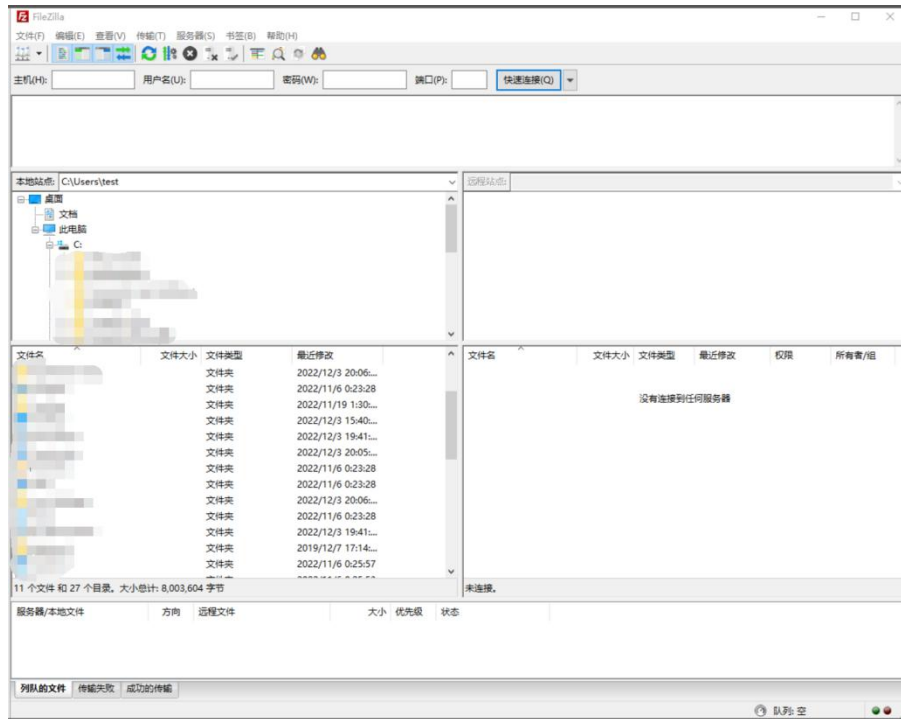 FileZilla
文件(F) 编辑(E) 查看(V) 传输(T) 服务器(S) 书签(B) 帮助(H)
主机(H): 用户名(U): 密码(W): 端口(P): 快速连接(Q)
本地站点: C:\Users\test 远程站点:
桌面
文档
此电脑
C:
文件名 文件大小 文件类型 最近修改 文件名 文件大小 文件类型 最近修改 权限 所有者/组
文件夹 2022/12/3 20:06:...
文件夹 2022/11/6 0:23:28
没有连接到任何服务器
文件夹 2022/11/19 1:30:...
文件夹 2022/12/3 15:40:...
文件夹 2022/12/3 19:41:...
文件夹 2022/12/3 20:05:...
文件夹 2022/11/6 0:23:28
文件夹 2022/11/6 0:23:28
文件夹 2022/12/3 20:06:...
文件夹 2022/11/6 0:23:28
文件夹 2022/12/3 19:41:...
文件夹 2019/12/7 17:14:...
文件夹 2022/11/6 0:25:57
11 个文件 和 27 个目录。大小总计: 8,003,604 字节 未连接。
服务器/本地文件 方向 远程文件 大小 优先级 状态
列队的文件 传输失败 成功的传输
队列: 空